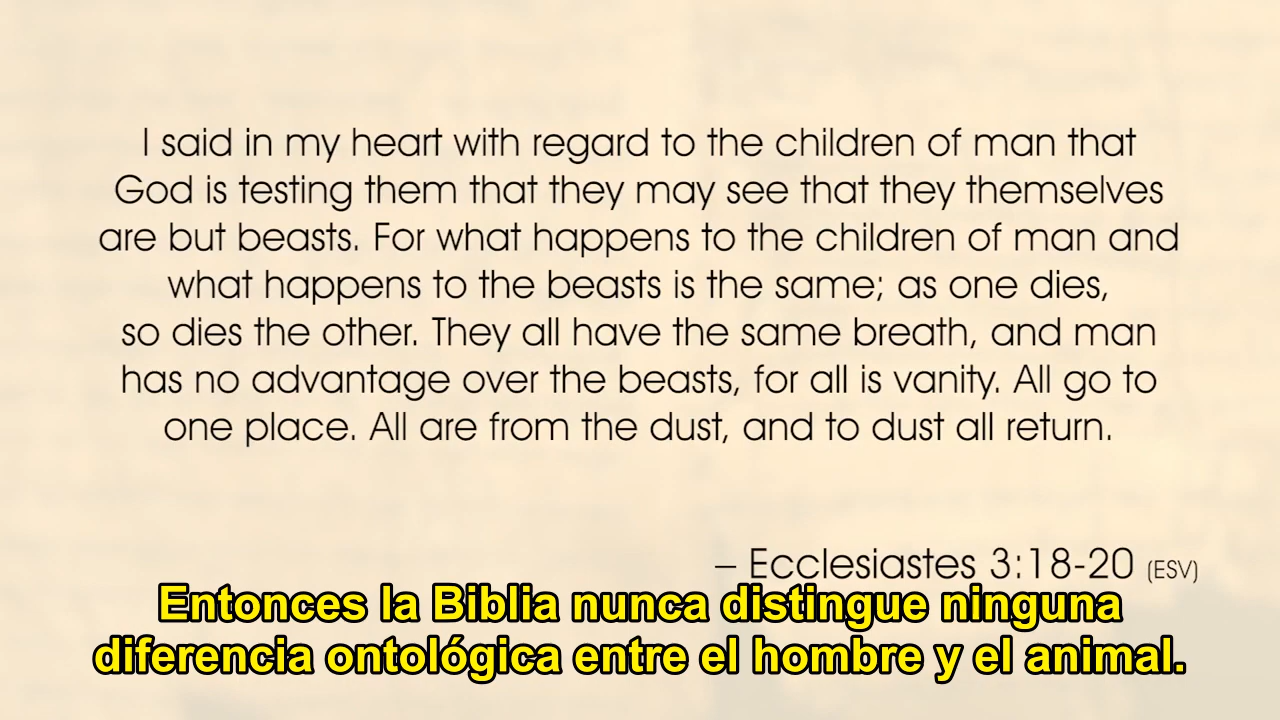 I said in my heart with regard to the children of man that
God is testing them that they may see that they themselves
are but beasts. For what happens to the children of man and
what happens to the beasts is the same; as one dies,
so dies the other. They all have the same breath, and man
has no advantage over the beasts, for all is vanity. All go to
one place. All are from the dust, and to dust all return.
– Ecclesiastes 3:18-20 (ESV)
Entonces la Biblia nunca distingue ninguna
diferencia ontológica entre el hombre y el animal.